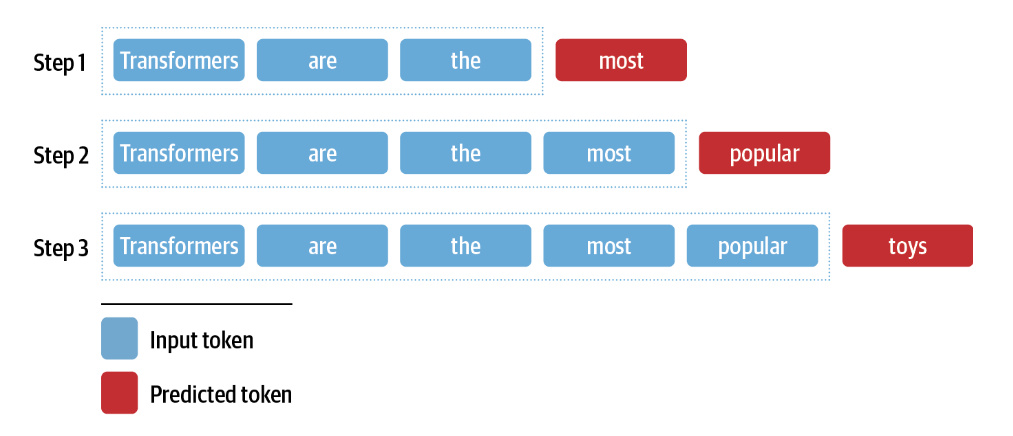 Step 1 Transformers are the most
Step 2 Transformers are the most popular
Step 3 Transformers are the most popular toys
Input token
Predicted token